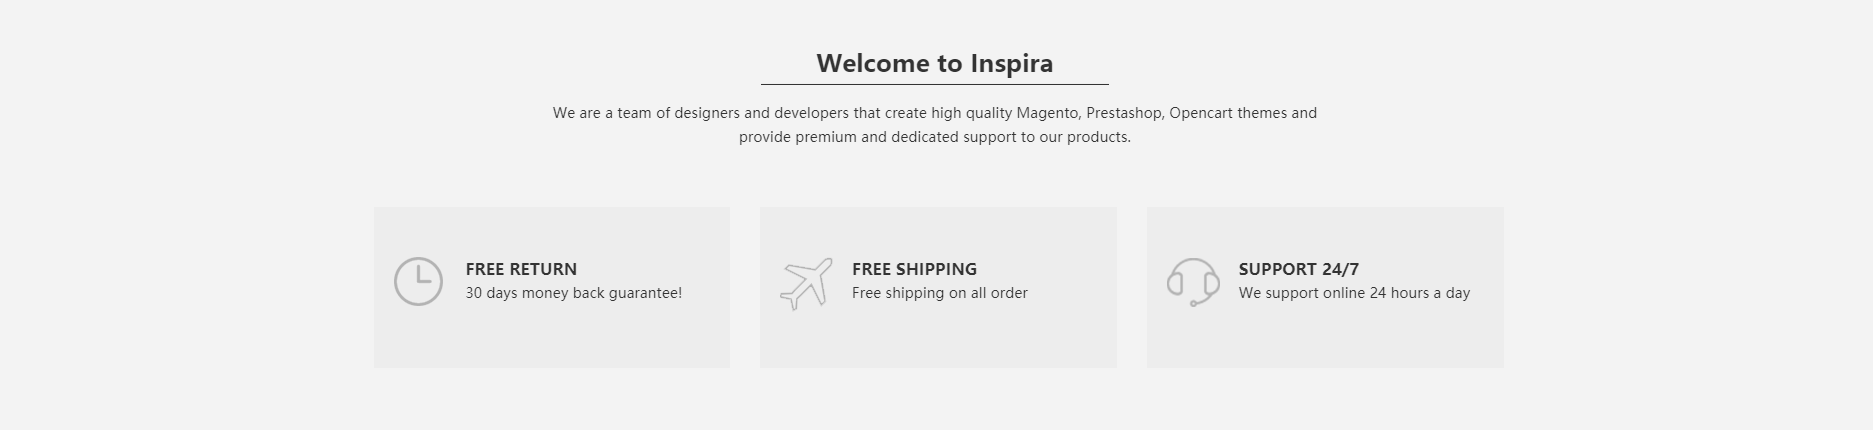 Welcome to Inspira
We are a team of designers and developers that create high quality Magento, Prestashop, Opencart themes and
provide premium and dedicated support to our products.
FREE RETURN
30 days money back guarantee!
FREE SHIPPING
Free shipping on all order
SUPPORT 24/7
We support online 24 hours a day